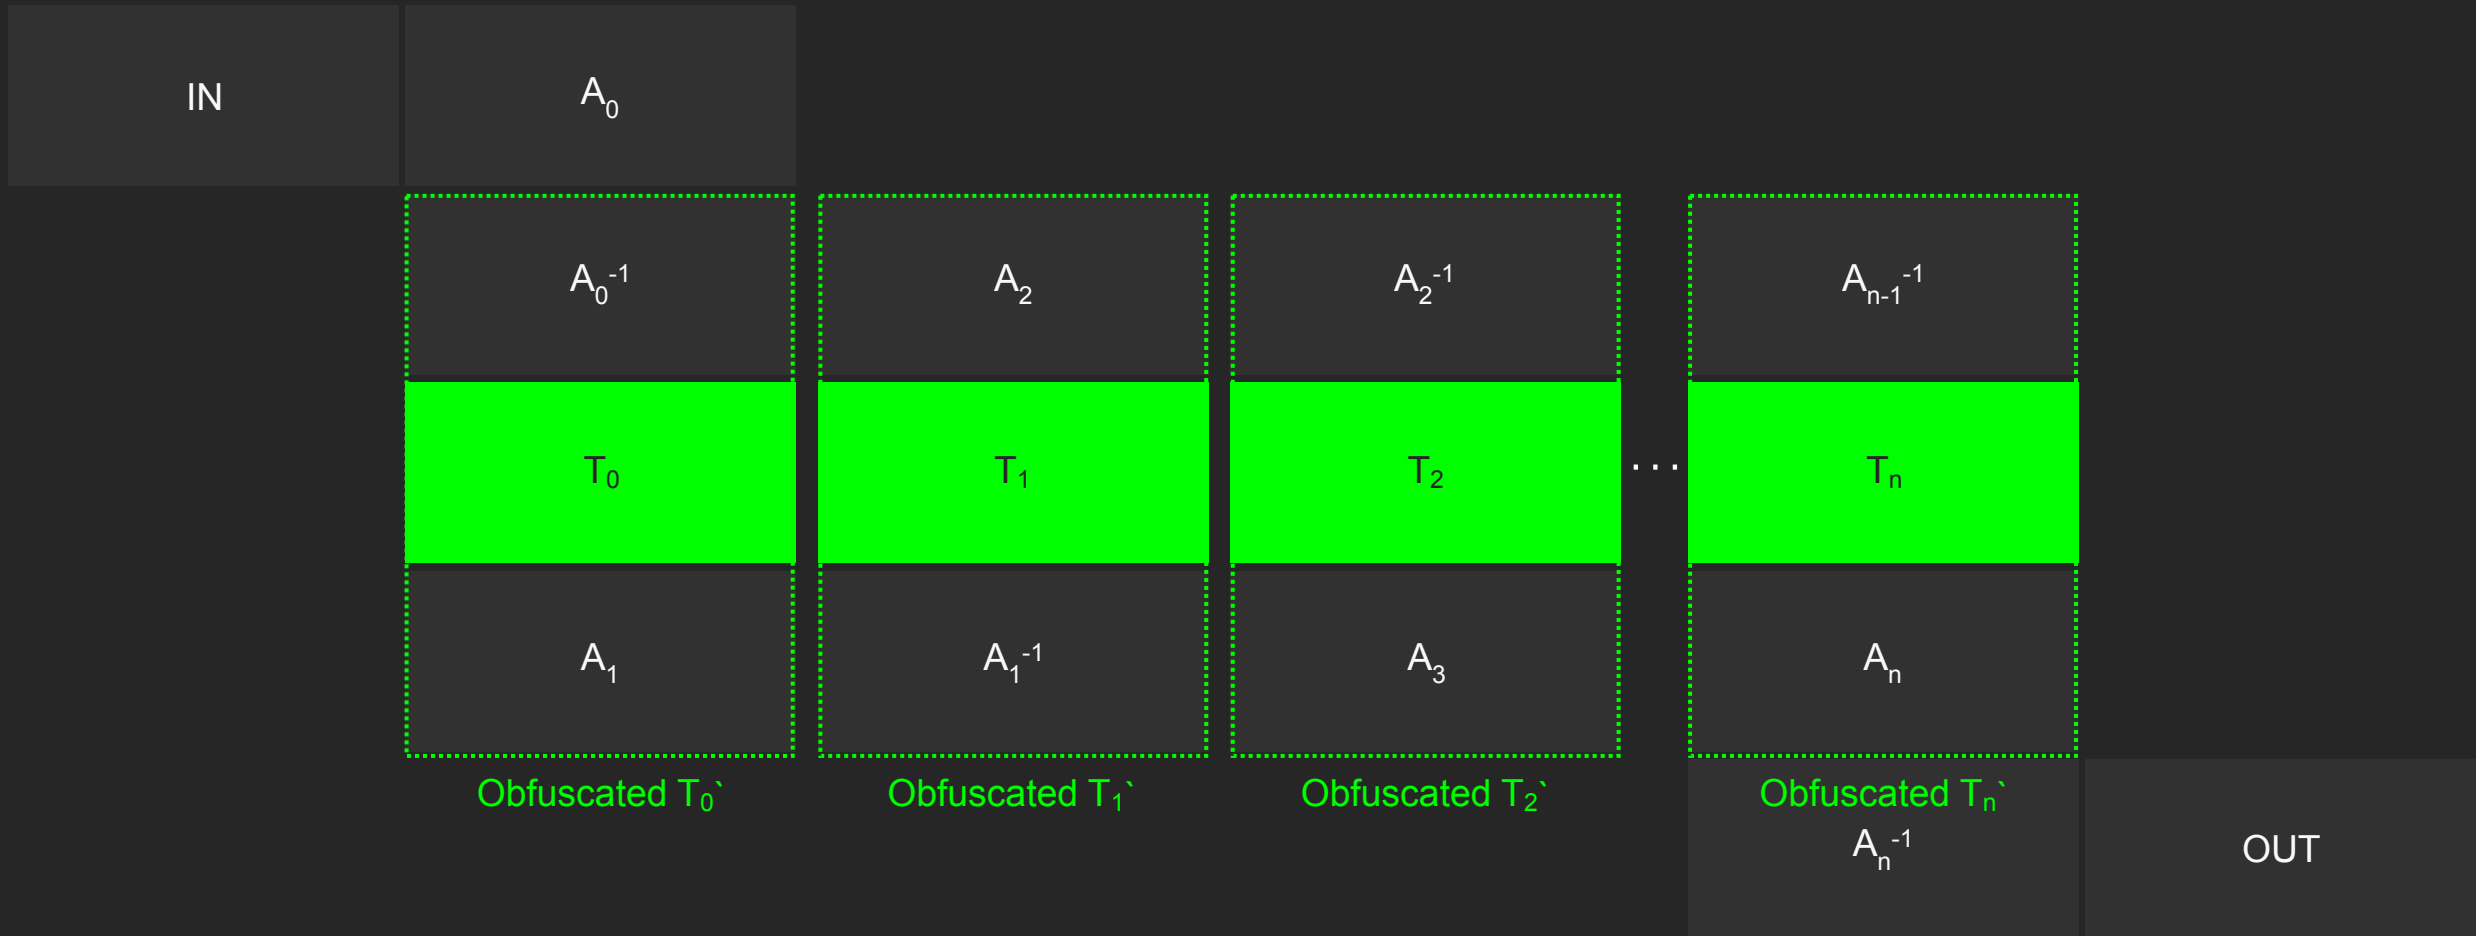 IN
A₀
A₀⁻¹
A₂
A₂⁻¹
Aₙ₋₁⁻¹
T₀
T₁
T₂
...
Tₙ
A₁
A₁⁻¹
A₃
Aₙ
Obfuscated T₀`
Obfuscated T₁`
Obfuscated T₂`
Obfuscated Tₙ`
Aₙ⁻¹
OUT